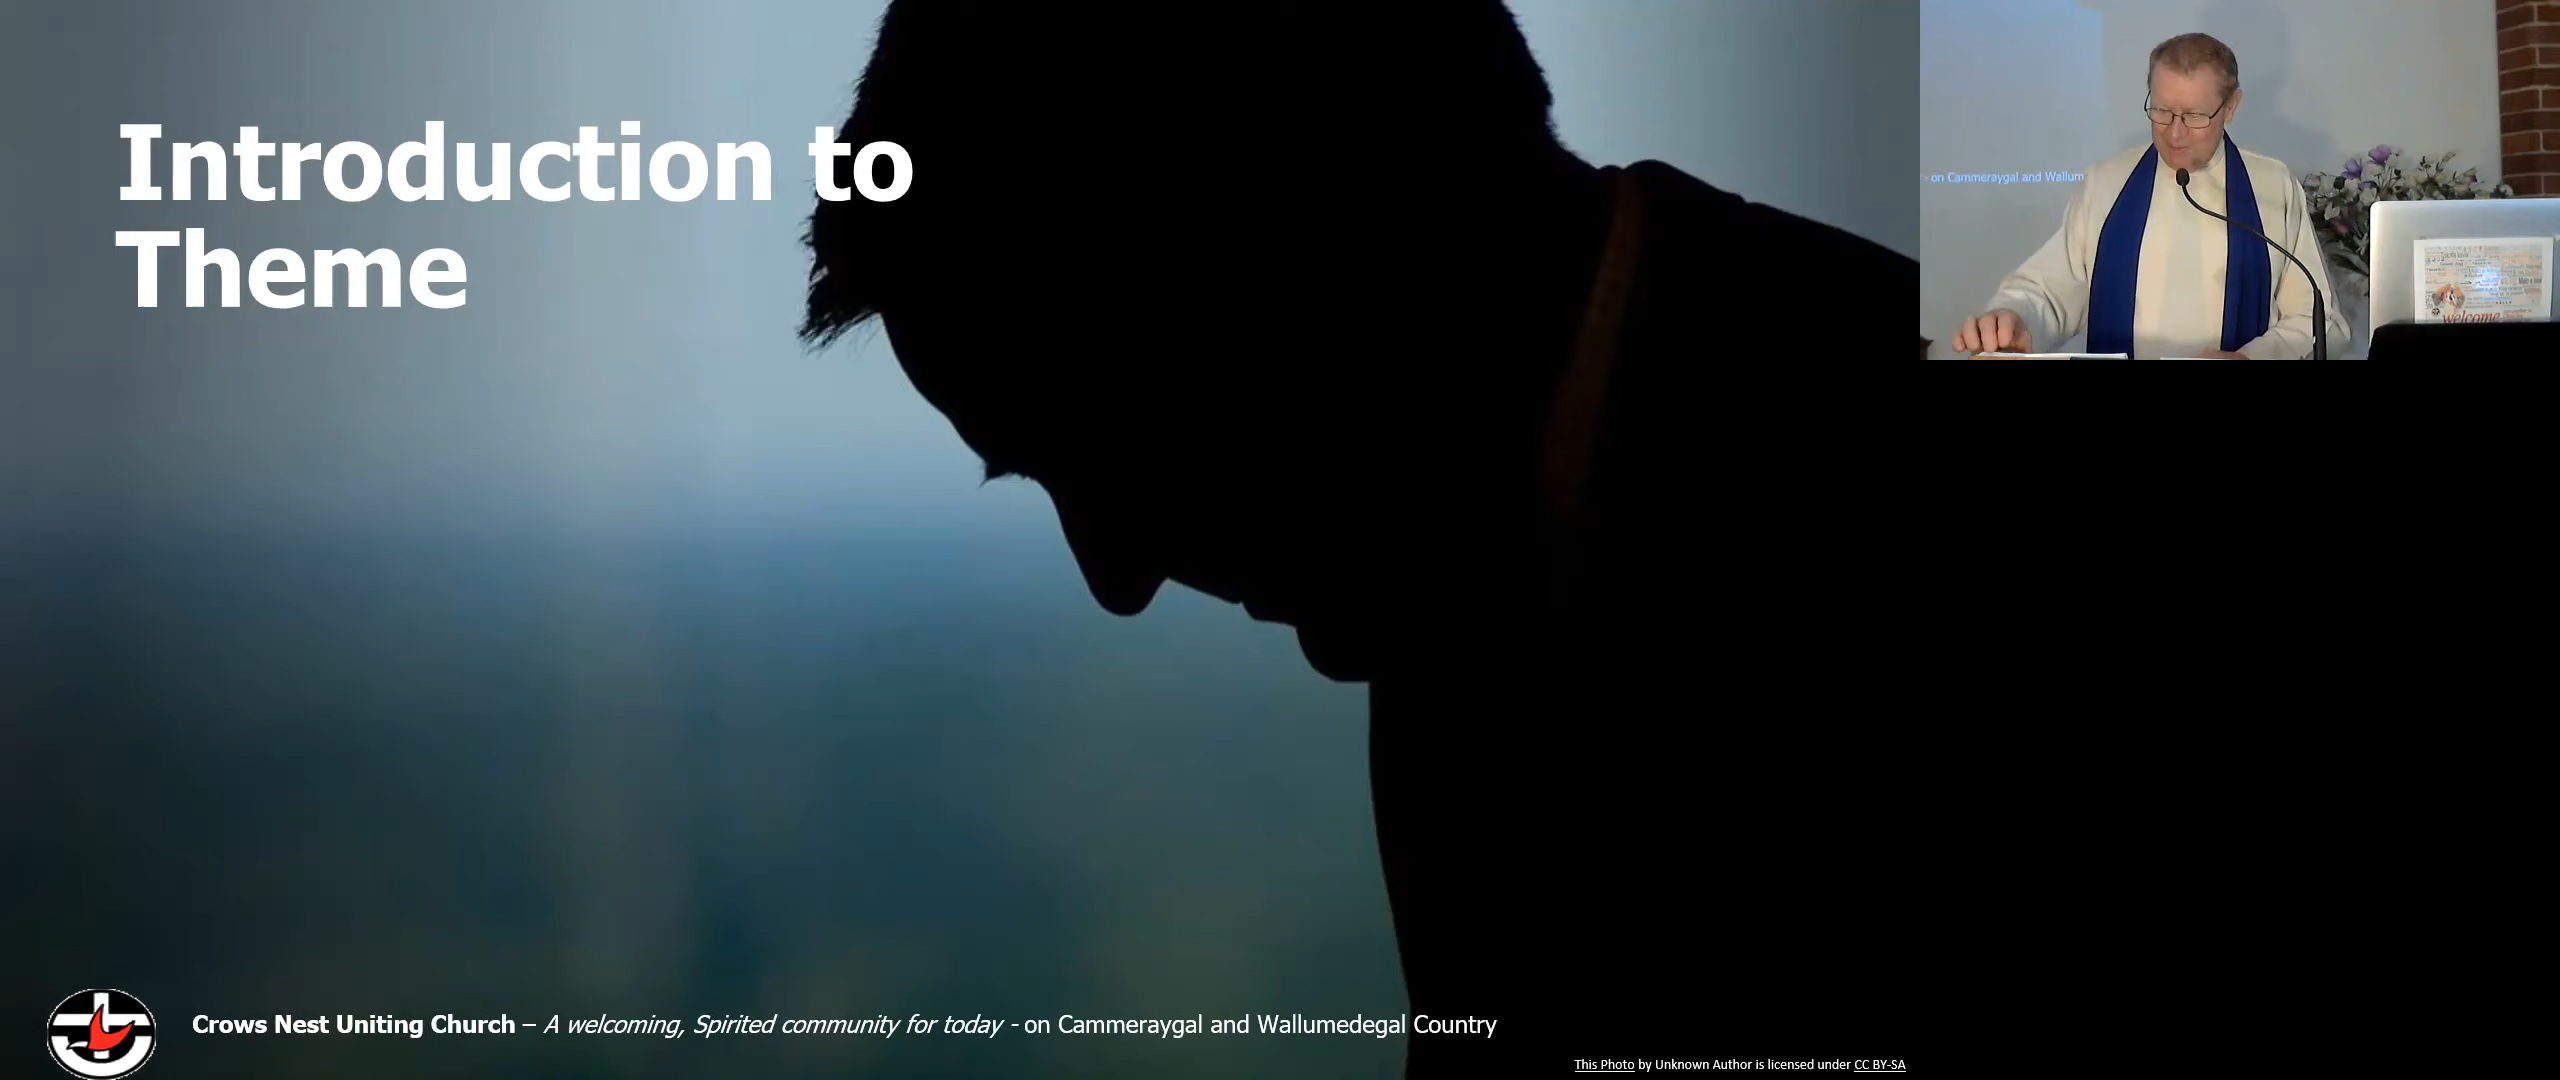 Introduction to
Theme
- on Cammeraygal and Wallum
welcome
Crows Nest Uniting Church – A welcoming, Spirited community for today - on Cammeraygal and Wallumedegal Country
This Photo by Unknown Author is licensed under CC BY-SA